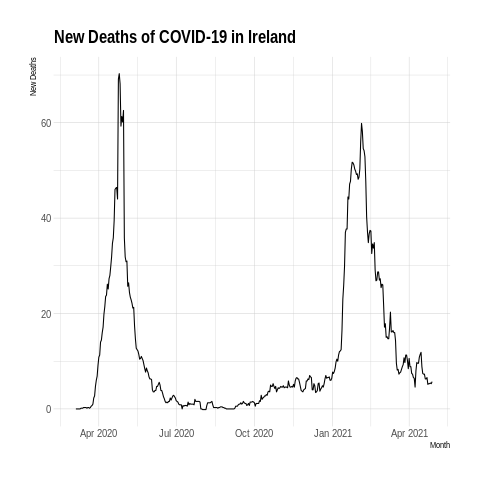 New Deaths of COVID-19 in Ireland
New Deaths
60
40
20
0
Apr 2020
Jul 2020
Oct 2020
Jan 2021
Apr 2021
Month